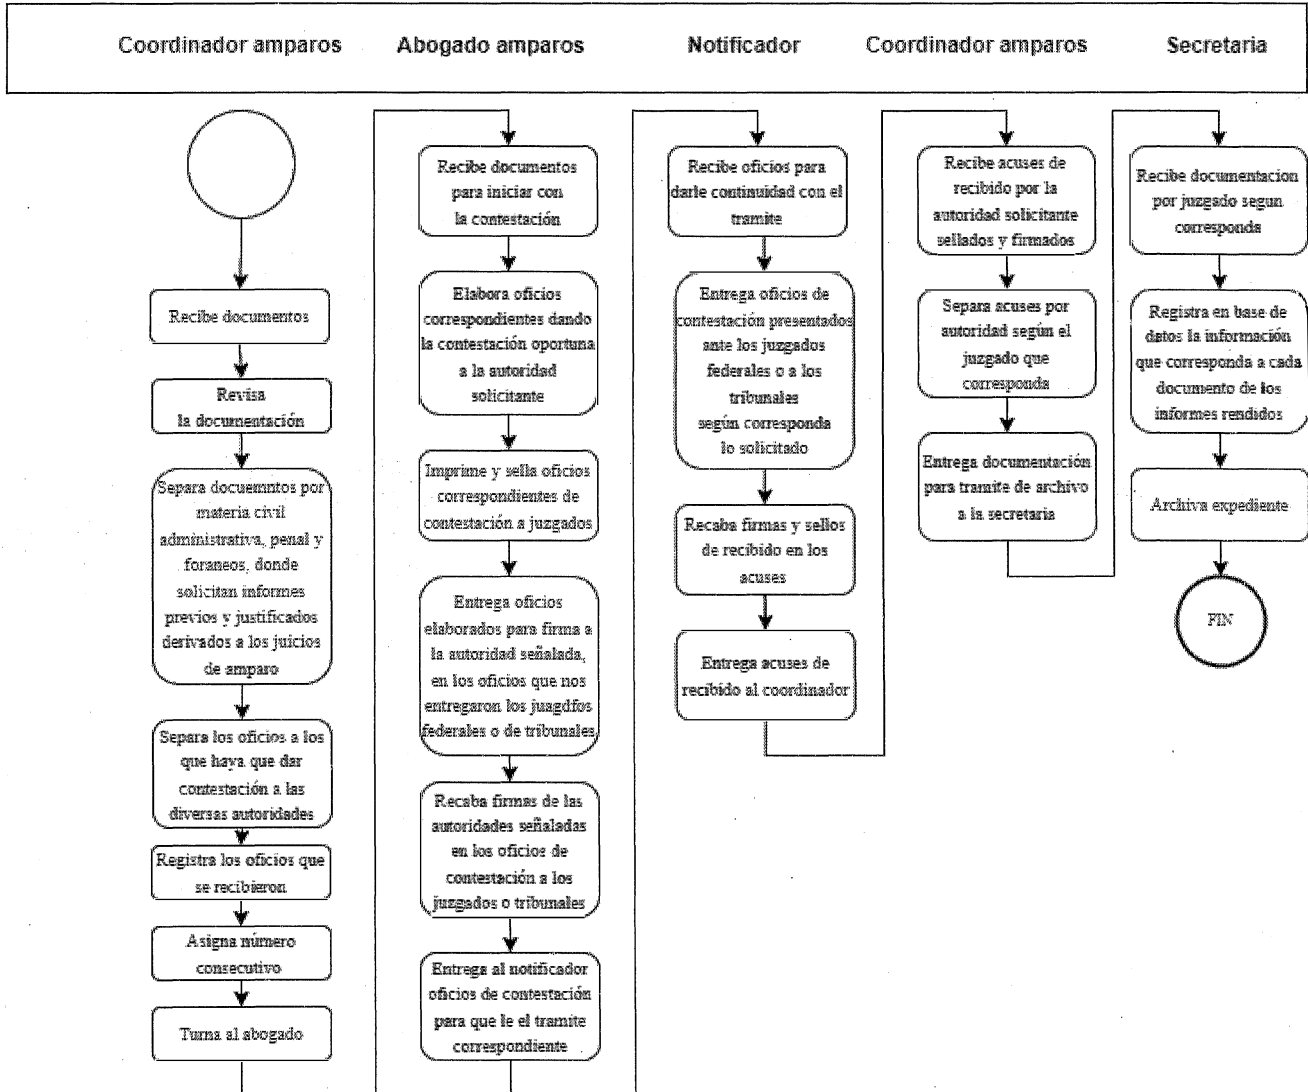 Coordinador amparos
Abogado amparos
Notificador
Coordinador amparos
Secretaria
Recibe documentos
Revisa
la documentación
Separa docuemntos por
materia civil
administrativa, penal y
foraneos, donde
solicitan informes
previos y justificados
derivados a los juicios
de amparo
Separa los oficios a los
que haya que dar
contestación a las
diversas autoridades
Registra los oficios que
se recibieron
Asigna número
consecutivo
Turna al abogado
Recibe documentos
para iniciar con
la contestación
Elabora oficios
correspondientes dando
la contestación oportuna
a la autoridad
solicitante
Imprime y sella oficios
correspondientes de
contestación a juzgados
Entrega oficios
elaborados para firma a
la autoridad señalada,
en los oficios que nos
entregaron los juagdfos
federales o de tribunales
Recaba firmas de las
autoridades señaladas
en los oficios de
contestación a los
juzgados o tribunales
Entrega al notificador
oficios de contestación
para que le el tramite
correspondiente
Recibe oficios para
darle continuidad con el
tramite
Entrega oficios de
contestación presentados
ante los juzgados
federales o a los
tribunales
según corresponda
lo solicitado
Recaba firmas y sellos
de recibido en los
acuses
Entrega acuses de
recibido al coordinador
Recibe acuses de
recibido por la
autoridad solicitante
sellados y firmados
Separa acuses por
autoridad según el
juzgado que
corresponda
Entrega documentación
para tramite de archivo
a la secretaria
Recibe documentacion
por juzgado segun
corresponda
Registra en base de
datos la información
que corresponda a cada
documento de los
informes rendidos
Archiva expediente
FIN